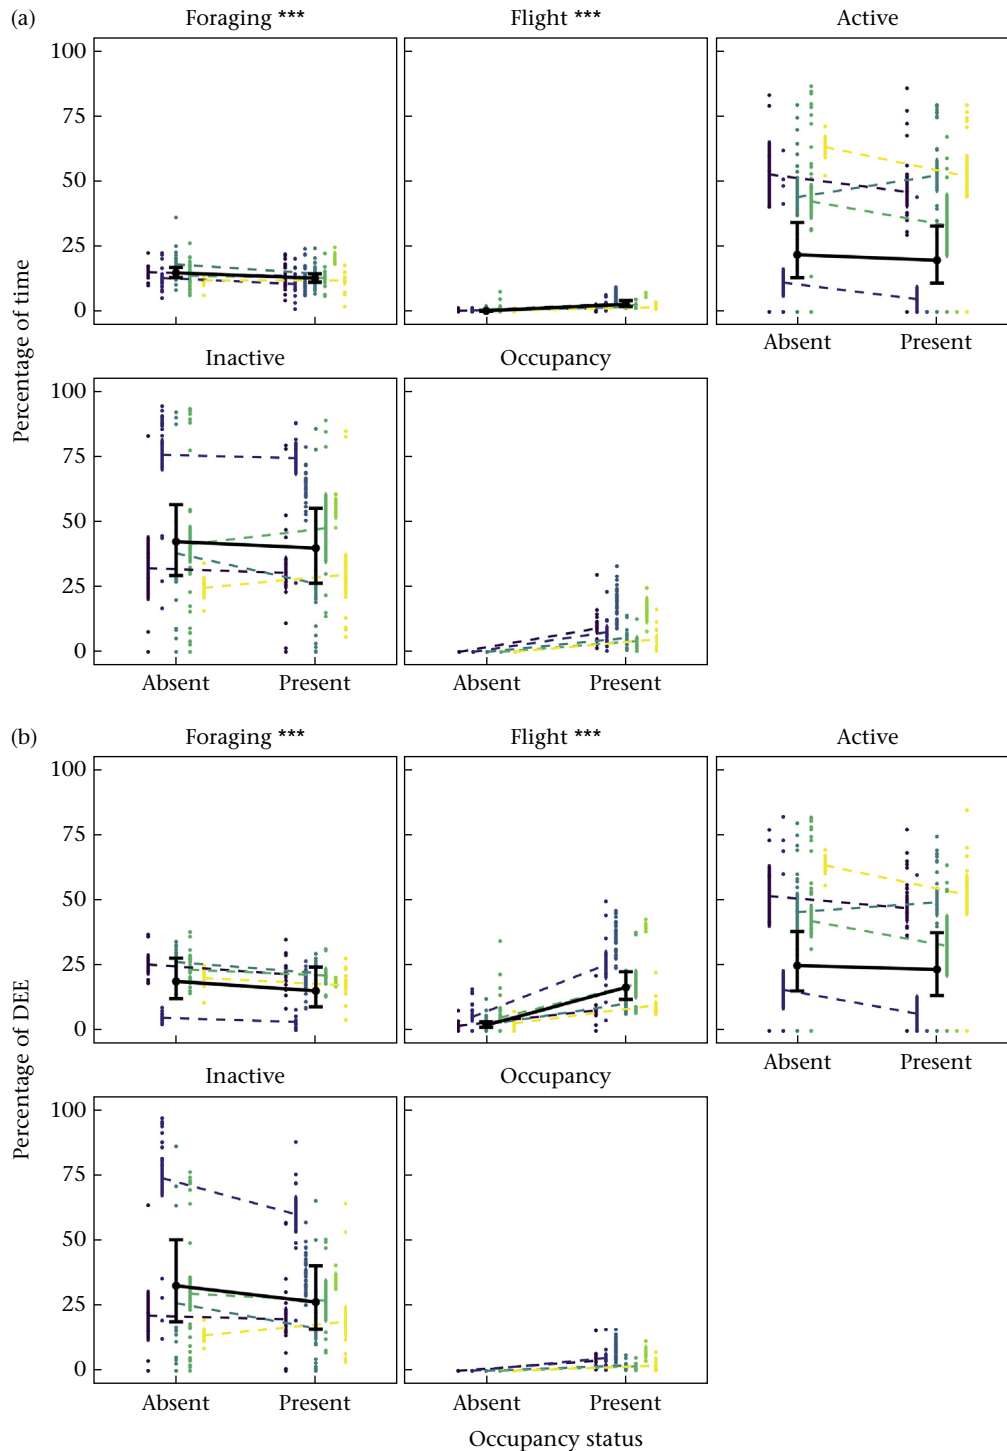 (a)
Foraging ***
Flight ***
Active
100
75
50
25
0
Absent
Present
Inactive
Occupancy
100
75
50
25
0
Absent
Present
Absent
Present
Percentage of time
(b)
Foraging ***
Flight ***
Active
100
75
50
25
0
Absent
Present
Inactive
Occupancy
100
75
50
25
0
Absent
Present
Absent
Present
Percentage of DEE
Occupancy status